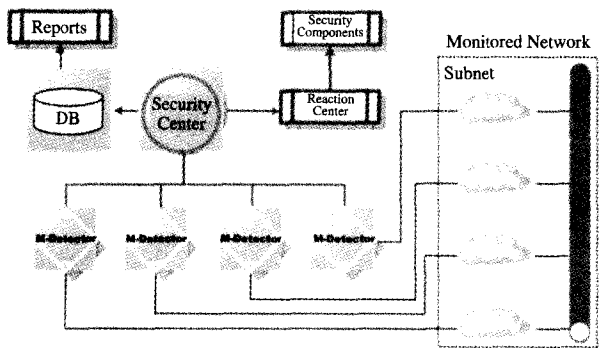 Reports
Security
Components
Monitored Network
Subnet
DB
Security
Center
Reaction
Center
M-Detector
M-Detector
M-Detector
M-Detector